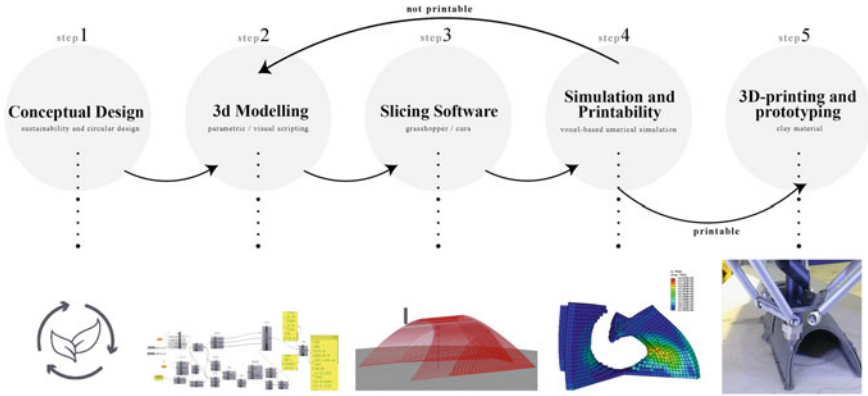 not printable
step1
step2
step3
step4
step5
Conceptual Design
sustainability and circular design
3d Modelling
parametric / visual scripting
Slicing Software
grasshopper / cura
Simulation and
Printability
voxel-based umerical simulation
3D-printing and
prototyping
clay material
printable